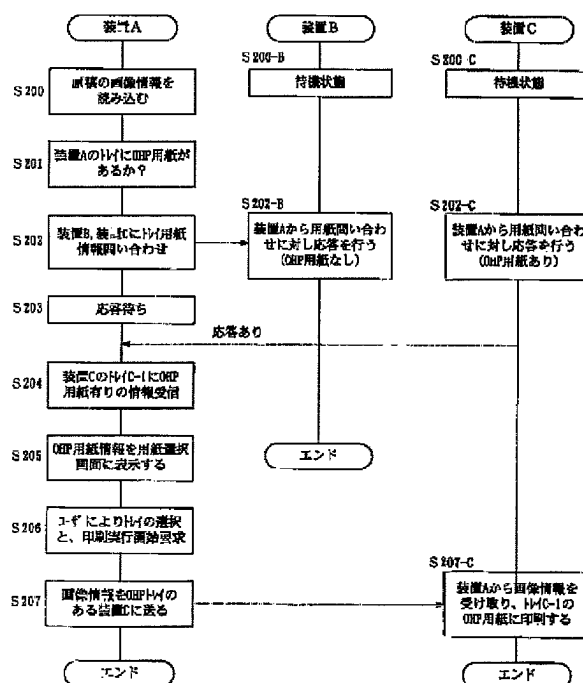 装置A
装置B
装置C
S200
原稿の画像情報を
読み込む
S200-B
待機状態
S200-C
待機状態
S201
装置AのトレイにOHP用紙が
あるか?
S202
装置B,装置Cにトレイ用紙
情報問い合わせ
S202-B
装置Aから用紙問い合わ
せに対し応答を行う
(OHP用紙なし)
S202-C
装置Aから用紙問い合わ
せに対し応答を行う
(OHP用紙あり)
S203
応答待ち
応答あり
S204
装置CのトレイC-1にOHP
用紙有りの情報受信
S205
OHP用紙情報を用紙選択
画面に表示する
エンド
S206
ユーザによりトレイの選択
と、印刷実行開始要求
S207
画像情報をOHPトレイの
ある装置Cに送る
S207-C
装置Aから画像情報を
受け取り、トレイC-1の
OHP用紙に印刷する
エンド
エンド